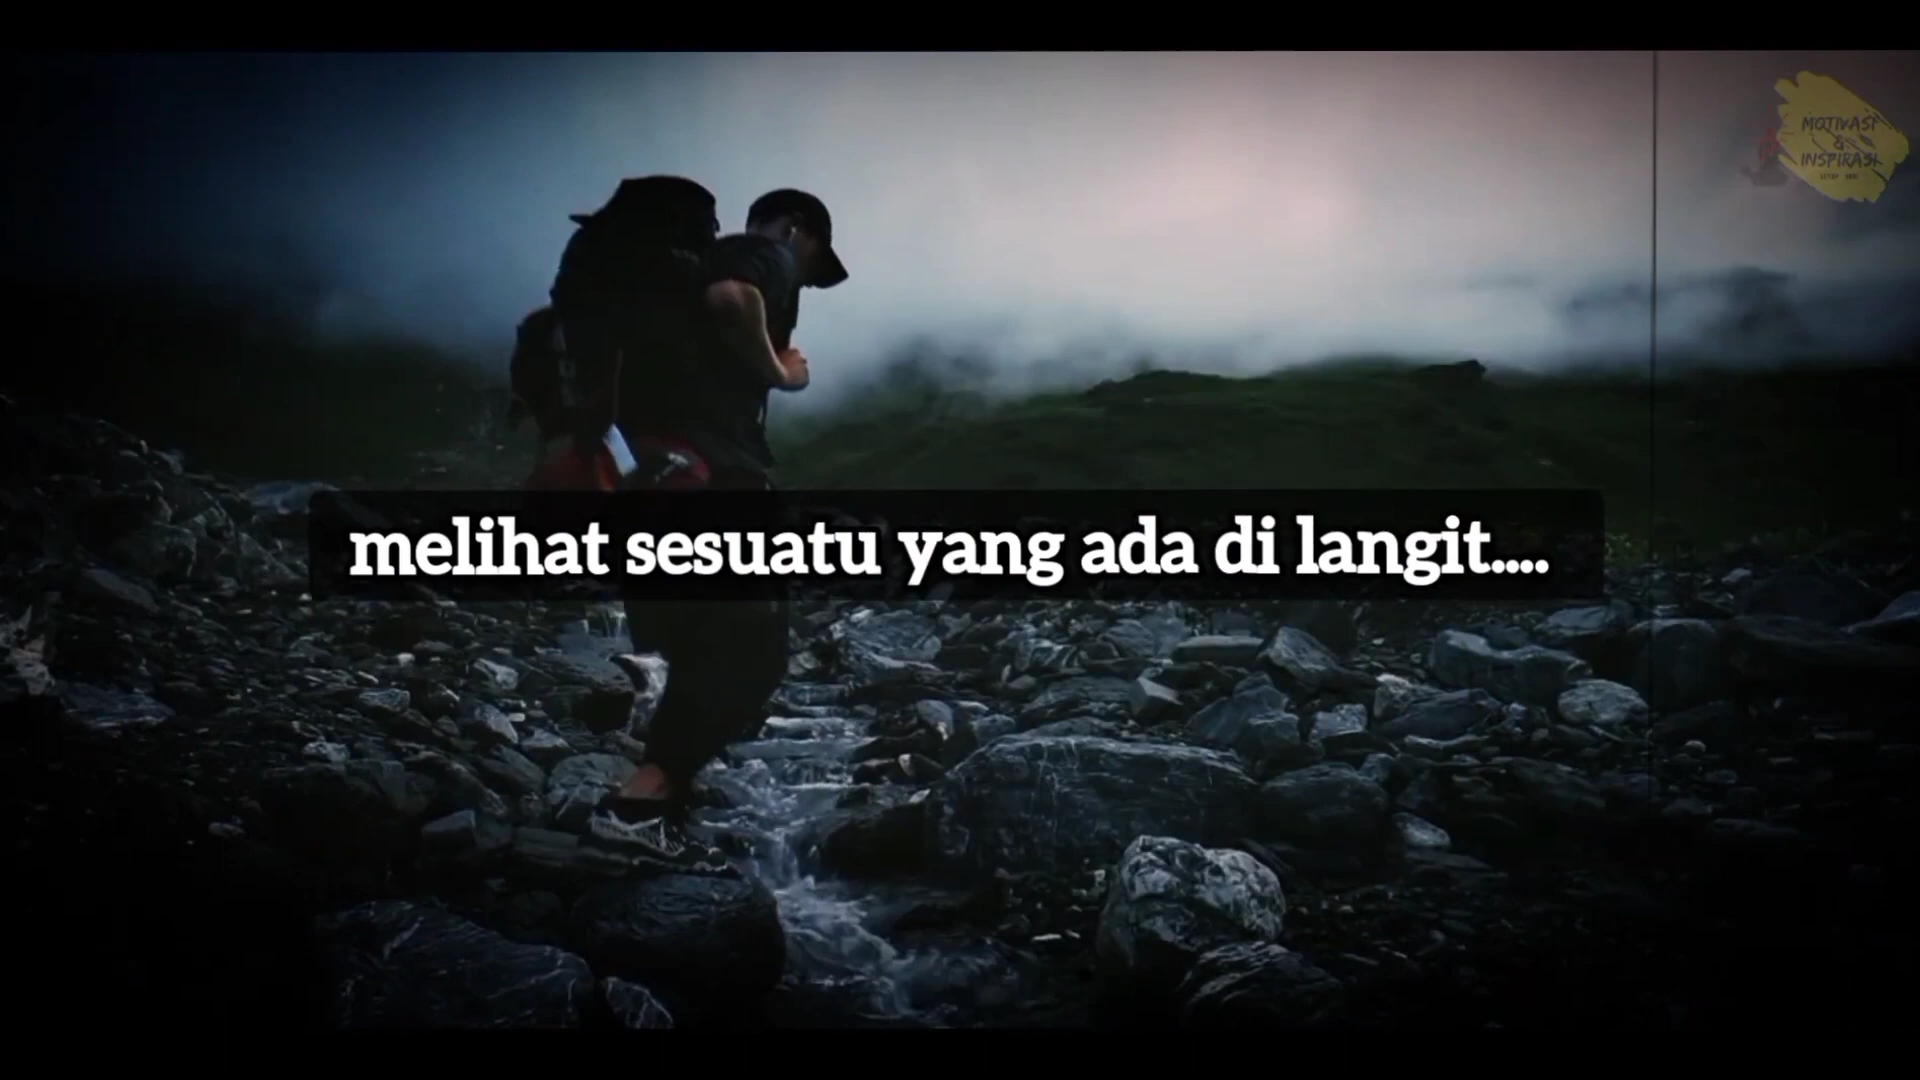 MOTIVASI
&
INSPIRASI
melihat sesuatu yang ada di langit....